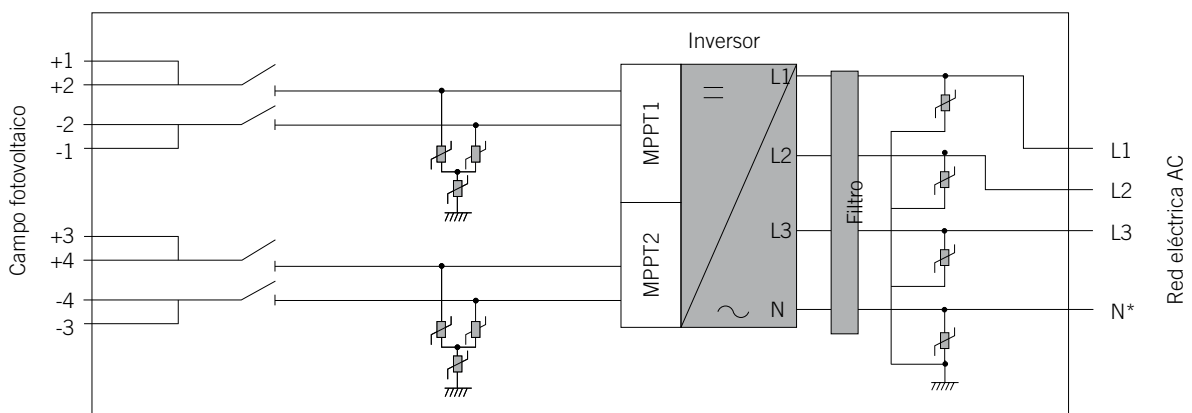 Inversor
Campo fotovoltaico
+1
+2
-2
-1
+3
+4
-4
-3
MPPT1
MPPT2
L1
L2
L3
N
Filtro
L1
L2
L3
N*
Red eléctrica AC